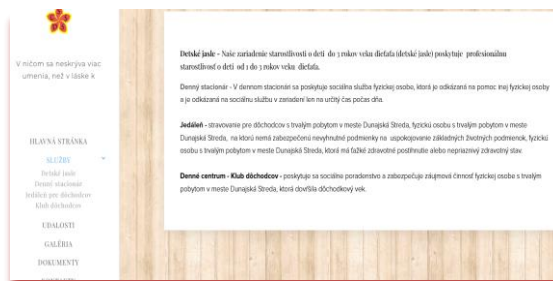 V ničom sa neskrýva viac
umenia, než v láske k
HLAVNÁ STRÁNKA
SLUŽBY
Detské jasle
Denný stacionár
Jedáleň pre dôchodcov
Klub dôchodcov
UDALOSTI
GALÉRIA
DOKUMENTY
Detské jasle - Naše zariadenie starostlivosti o deti do 3 rokov veku dieťaťa (detské jasle) poskytuje profesionálnu
starostlivosť o deti od 1 do 3 rokov veku dieťaťa.
Denný stacionár - V dennom stacionári sa poskytuje sociálna služba fyzickej osobe, ktorá je odkázaná na pomoc inej fyzickej osoby
a je odkázaná na sociálnu službu v zariadení len na určitý čas počas dňa.
Jedáleň - stravovanie pre dôchodcov s trvalým pobytom v meste Dunajská Streda, fyzickú osobu s trvalým pobytom v meste
Dunajská Streda, na ktorú nemá zabezpečenú nevyhnutné podmienky na uspokojovanie základných životných podmienok, fyzickú
osobu s trvalým pobytom v meste Dunajská Streda, ktorá má ťažké zdravotné postihnutie alebo nepriaznivý zdravotný stav.
Denné centrum - Klub dôchodcov - poskytuje sa sociálne poradenstvo a zabezpečuje záujmová činnosť fyzickej osobe s trvalým
pobytom v meste Dunajská Streda, ktorá dovŕšila dôchodkový vek.